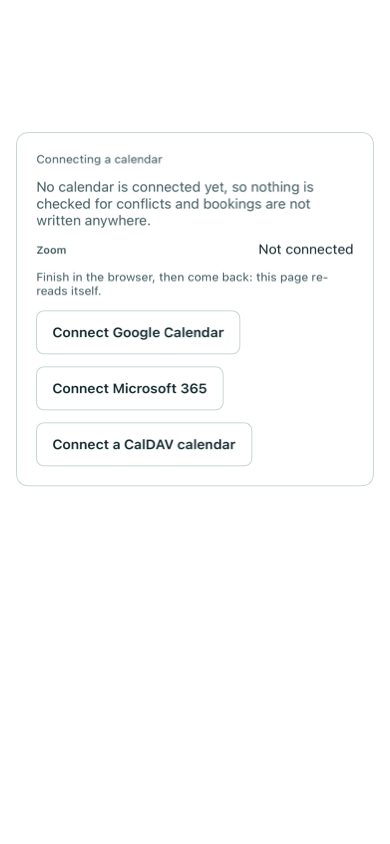 Connecting a calendar
No calendar is connected yet, so nothing is
checked for conflicts and bookings are not
written anywhere.
Zoom Not connected
Finish in the browser, then come back: this page re-
reads itself.
Connect Google Calendar
Connect Microsoft 365
Connect a CalDAV calendar